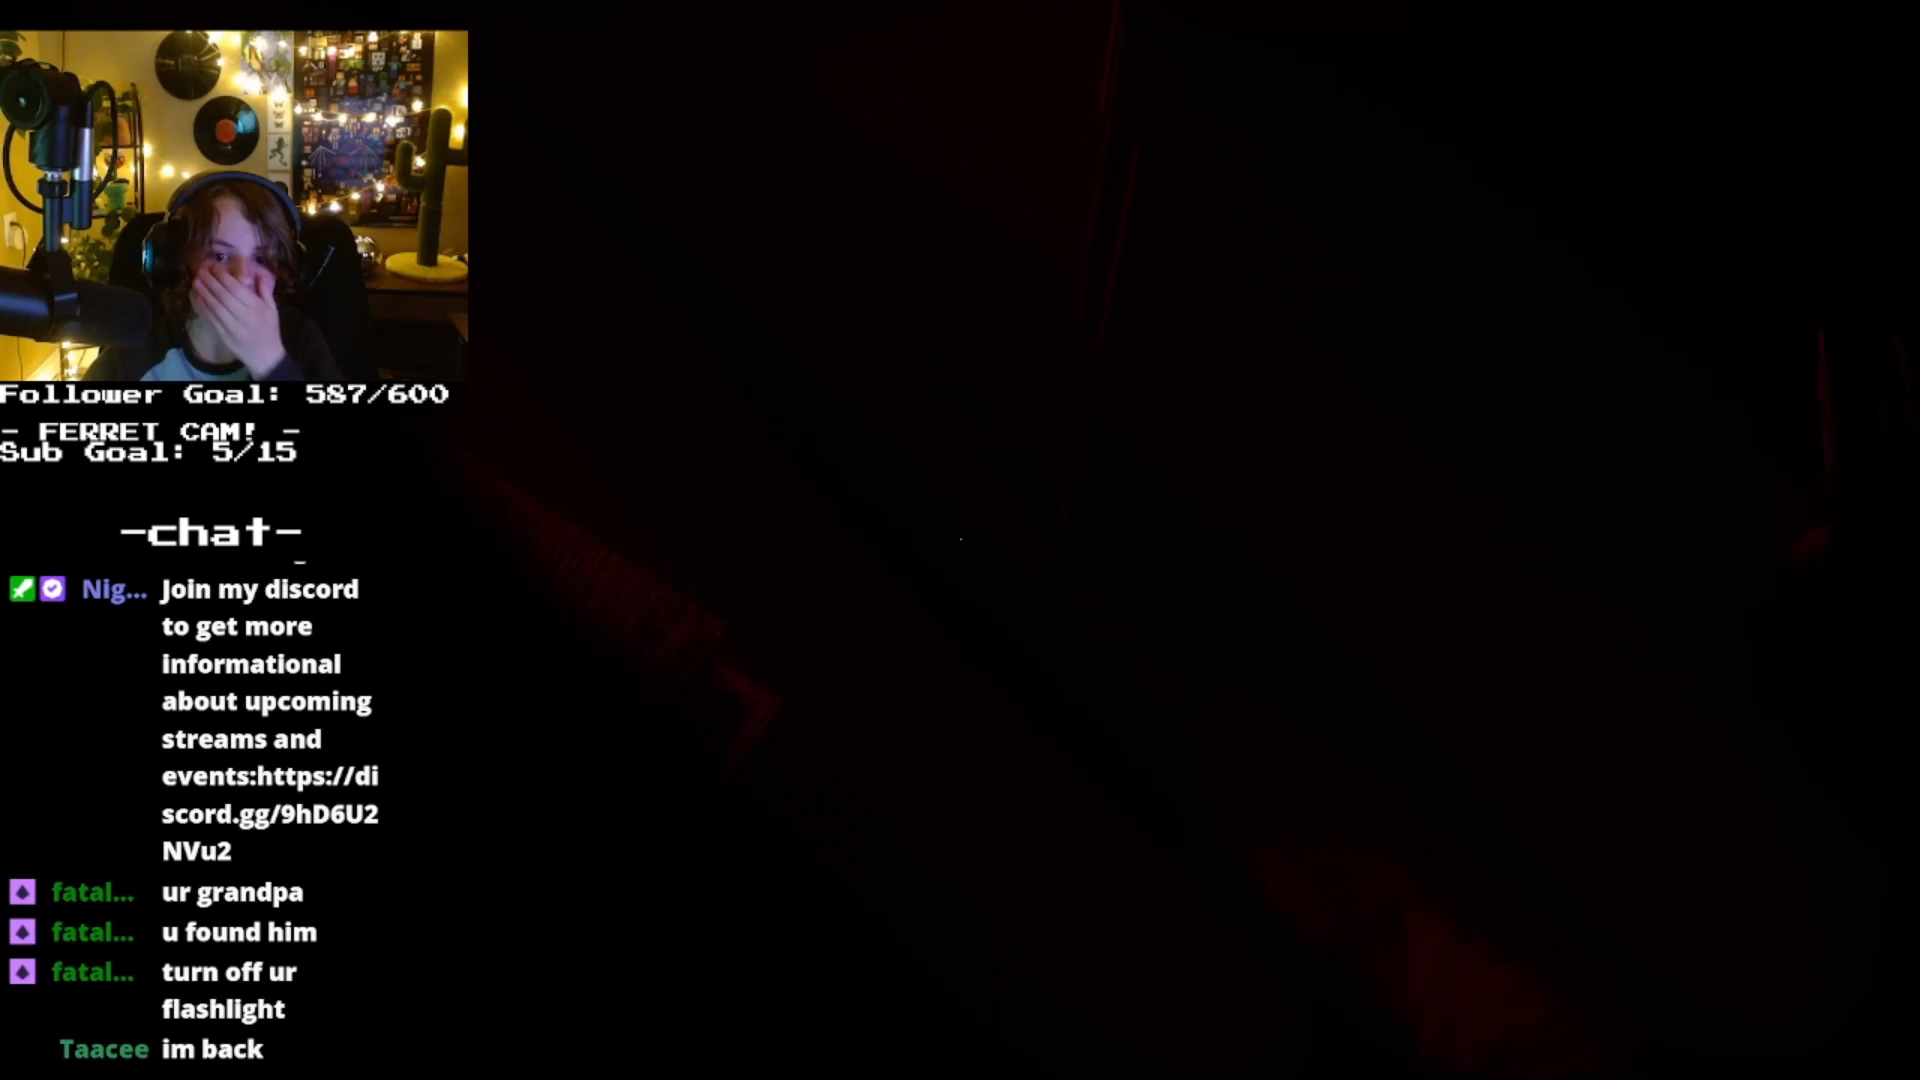 Follower Goal: 587/600
- FERRET CAM! -
Sub Goal: 5/15
-chat-
Nig... Join my discord
to get more
informational
about upcoming
streams and
events:https://di
scord.gg/9hD6U2
NVu2
fatal... ur grandpa
fatal... u found him
fatal... turn off ur
flashlight
Taacee im back